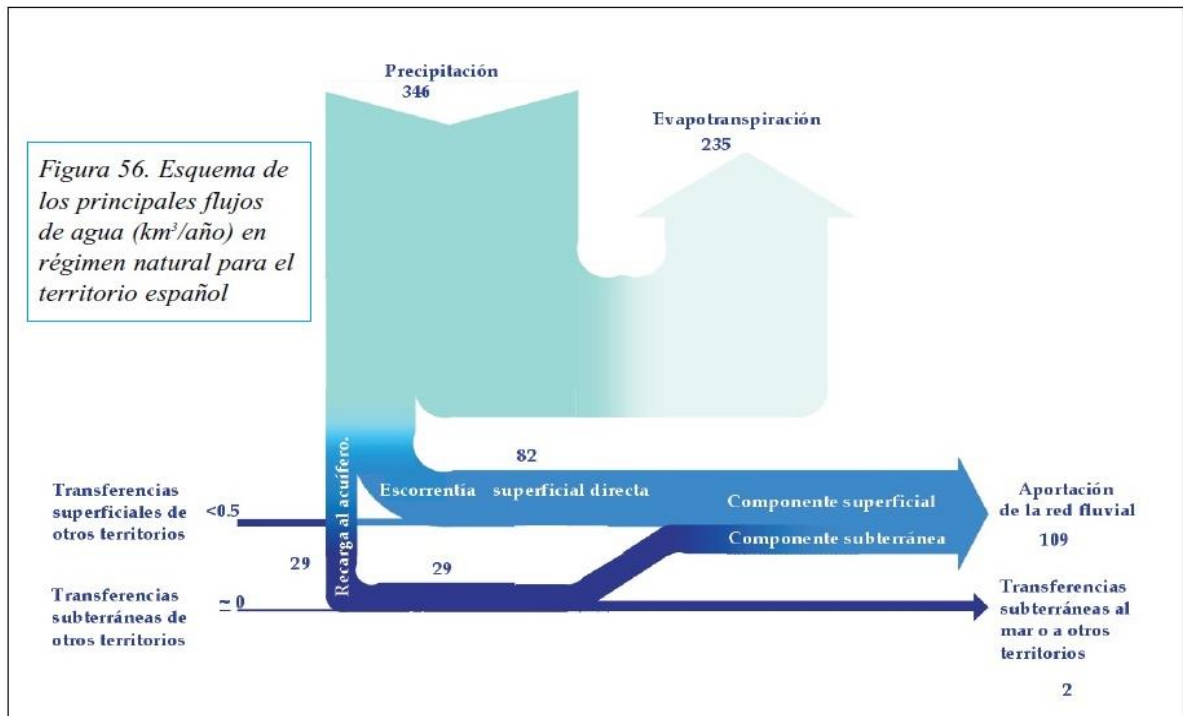 Precipitación
346
Evapotranspiración
235
Figura 56. Esquema de
los principales flujos
de agua (km³/año) en
régimen natural para el
territorio español
82
Recarga al acuífero.
Escorrentía superficial directa
Componente superficial
Componente subterránea
Transferencias
superficiales de
otros territorios
<0.5
Aportación
de la red fluvial
109
29
29
Transferencias
subterráneas de
otros territorios
~ 0
Transferencias
subterráneas al
mar o a otros
territorios
2